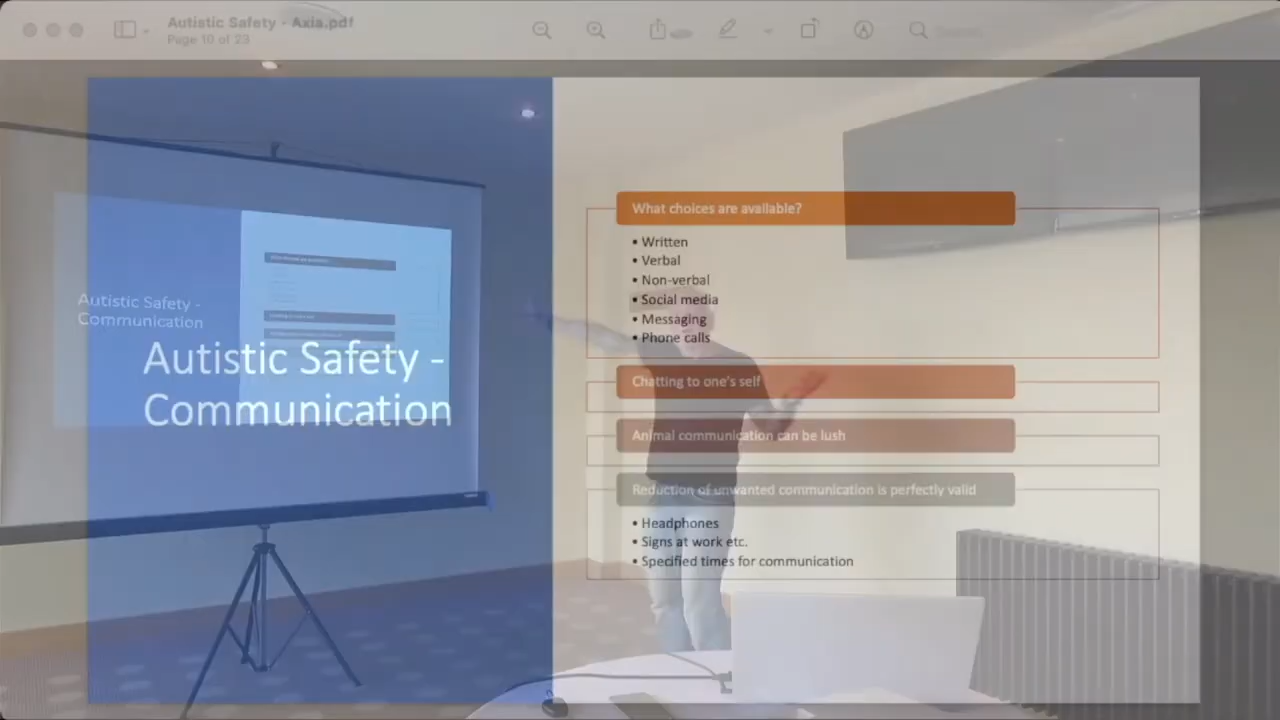 Autistic Safety - Axia.pdf
Page 10 of 23
Search
Autistic Safety -
Communication
Autistic Safety -
Communication
What choices are available?
• Written
• Verbal
• Non-verbal
• Social media
• Messaging
• Phone calls
Chatting to one's self
Animal communication can be lush
Reduction of unwanted communication is perfectly valid
• Headphones
• Signs at work etc.
• Specified times for communication